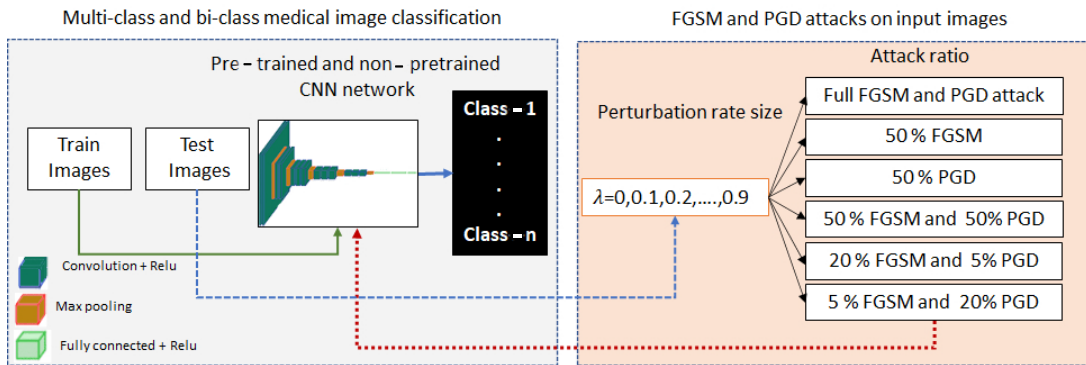 Multi-class and bi-class medical image classification
Pre – trained and non – pretrained
CNN network
Train
Images
Test
Images
Class – 1
.
.
.
.
Class – n
Convolution + Relu
Max pooling
Fully connected + Relu
FGSM and PGD attacks on input images
Attack ratio
Perturbation rate size
λ=0,0.1,0.2,....,0.9
Full FGSM and PGD attack
50 % FGSM
50 % PGD
50 % FGSM and 50% PGD
20 % FGSM and 5% PGD
5 % FGSM and 20% PGD